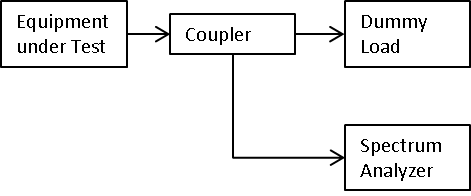 Equipment
under Test
Coupler
Dummy
Load
Spectrum
Analyzer